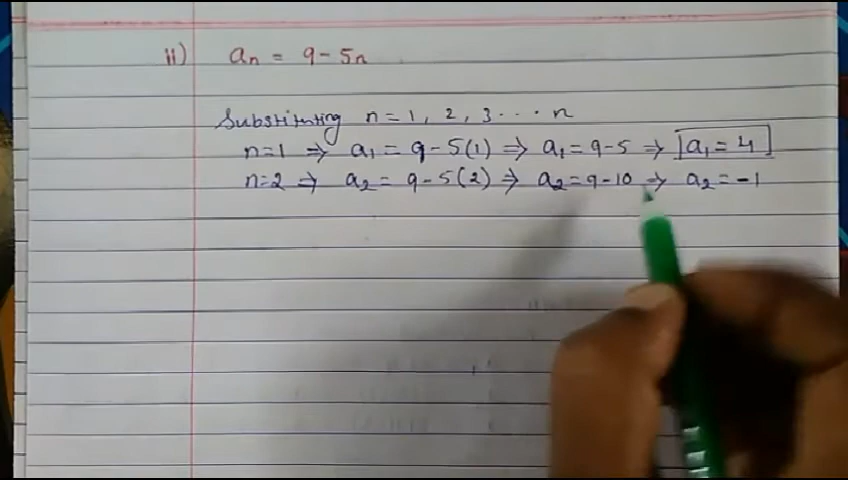 ii) aₙ = 9 - 5n
Substituting n = 1, 2, 3 ... n
n=1 ⇒ a₁ = 9 - 5(1) ⇒ a₁ = 9 - 5 ⇒ a₁ = 4
n=2 ⇒ a₂ = 9 - 5(2) ⇒ a₂ = 9 - 10 ⇒ a₂ = -1